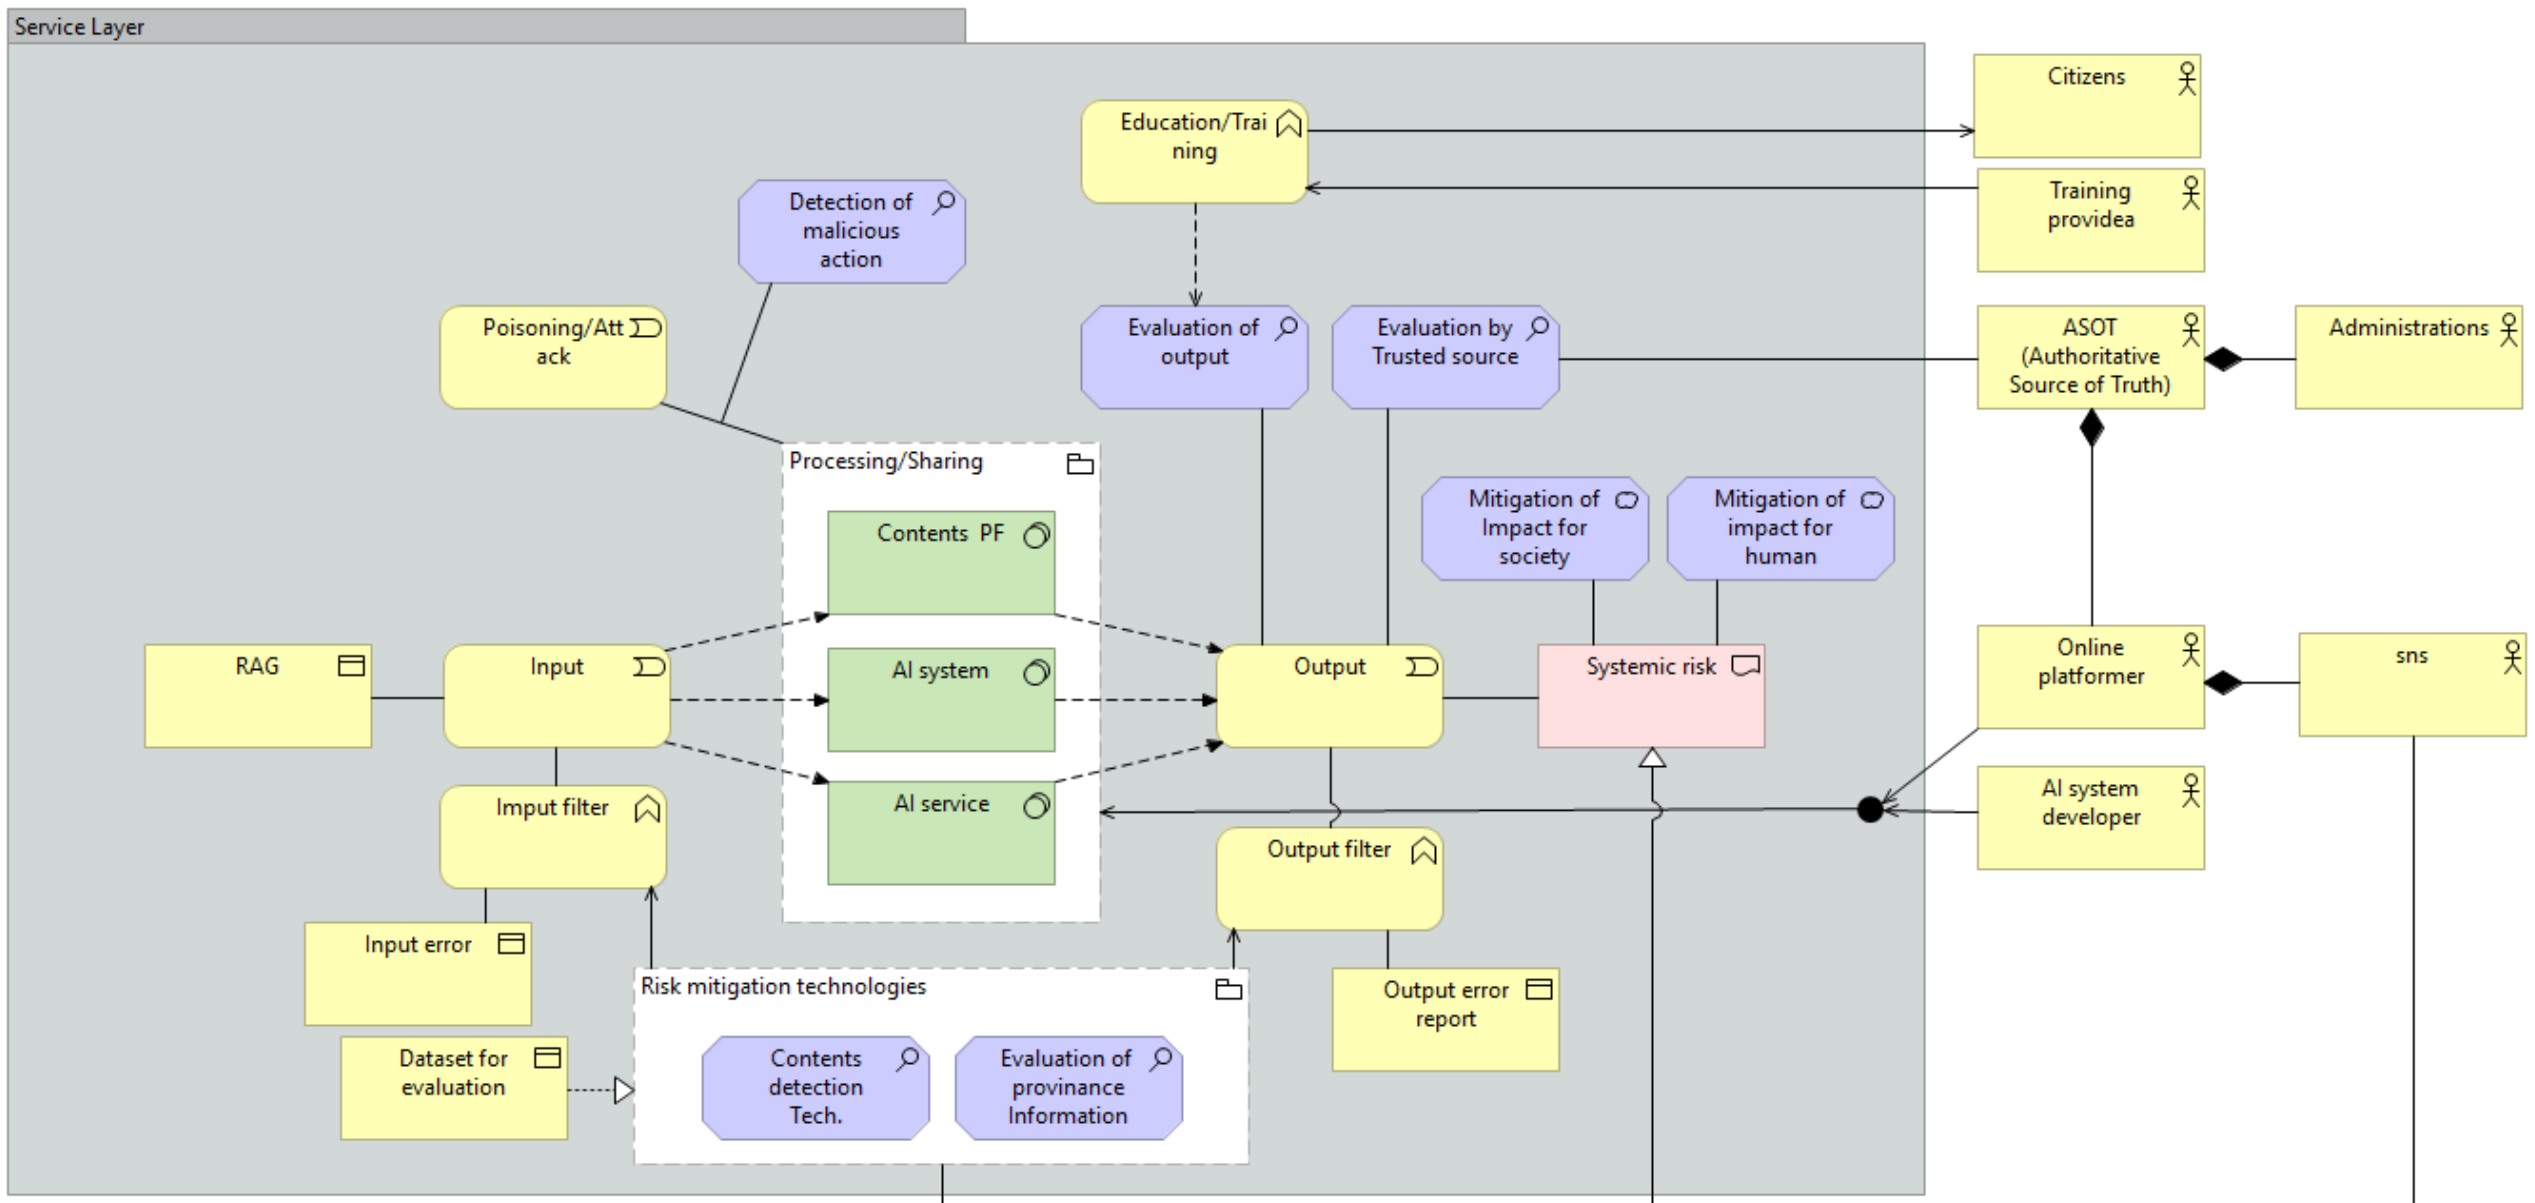 Service Layer
Citizens
Education/Trai
ning
Training
providea
Detection of
malicious
action
Poisoning/Att
ack
Evaluation of
output
Evaluation by
Trusted source
ASOT
(Authoritative
Source of Truth)
Administrations
Processing/Sharing
Contents PF
Mitigation of
Impact for
society
Mitigation of
impact for
human
RAG
Input
AI system
Output
Systemic risk
Online
platformer
sns
Imput filter
AI service
Output filter
AI system
developer
Input error
Risk mitigation technologies
Output error
report
Dataset for
evaluation
Contents
detection
Tech.
Evaluation of
provinance
Information